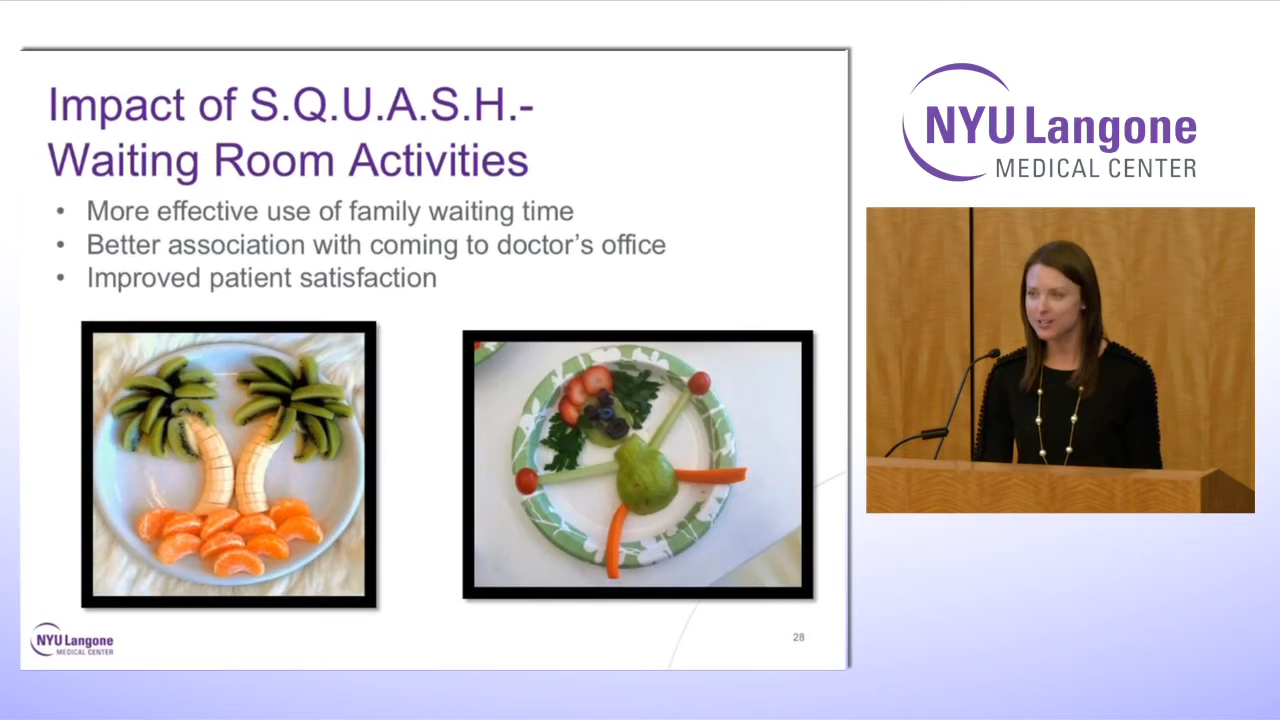 Impact of S.Q.U.A.S.H.-
Waiting Room Activities
• More effective use of family waiting time
• Better association with coming to doctor's office
• Improved patient satisfaction
NYU Langone
MEDICAL CENTER
28
NYU Langone
MEDICAL CENTER